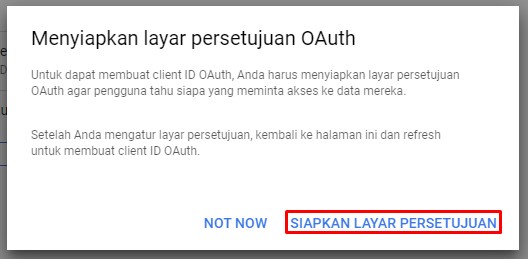 Menyiapkan layar persetujuan OAuth
Untuk dapat membuat client ID OAuth, Anda harus menyiapkan layar persetujuan
OAuth agar pengguna tahu siapa yang meminta akses ke data mereka.
Setelah Anda mengatur layar persetujuan, kembali ke halaman ini dan refresh
untuk membuat client ID OAuth.
NOT NOW SIAPKAN LAYAR PERSETUJUAN